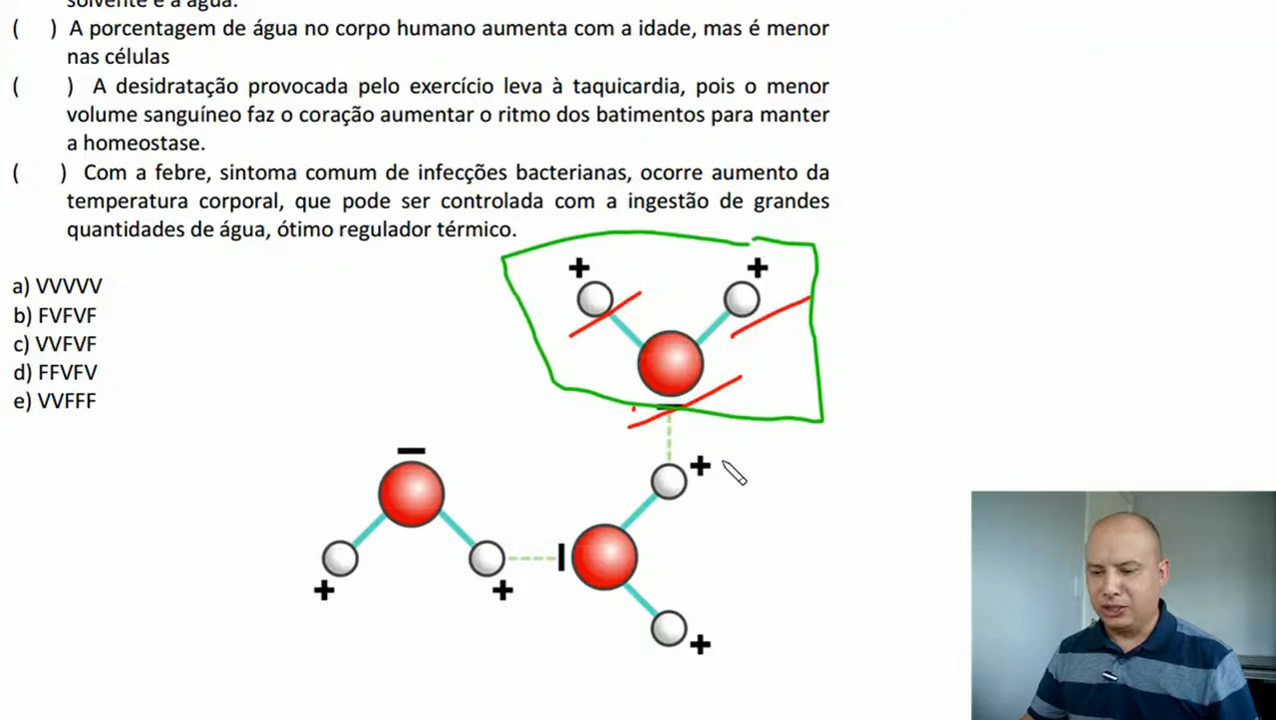 solvente é a água.
( ) A porcentagem de água no corpo humano aumenta com a idade, mas é menor
nas células
( ) A desidratação provocada pelo exercício leva à taquicardia, pois o menor
volume sanguíneo faz o coração aumentar o ritmo dos batimentos para manter
a homeostase.
( ) Com a febre, sintoma comum de infecções bacterianas, ocorre aumento da
temperatura corporal, que pode ser controlada com a ingestão de grandes
quantidades de água, ótimo regulador térmico.
a) VVVVV
b) FVFVF
c) VVFVF
d) FFVFV
e) VVFFF
+ +
–
+
–
–
+ +
+